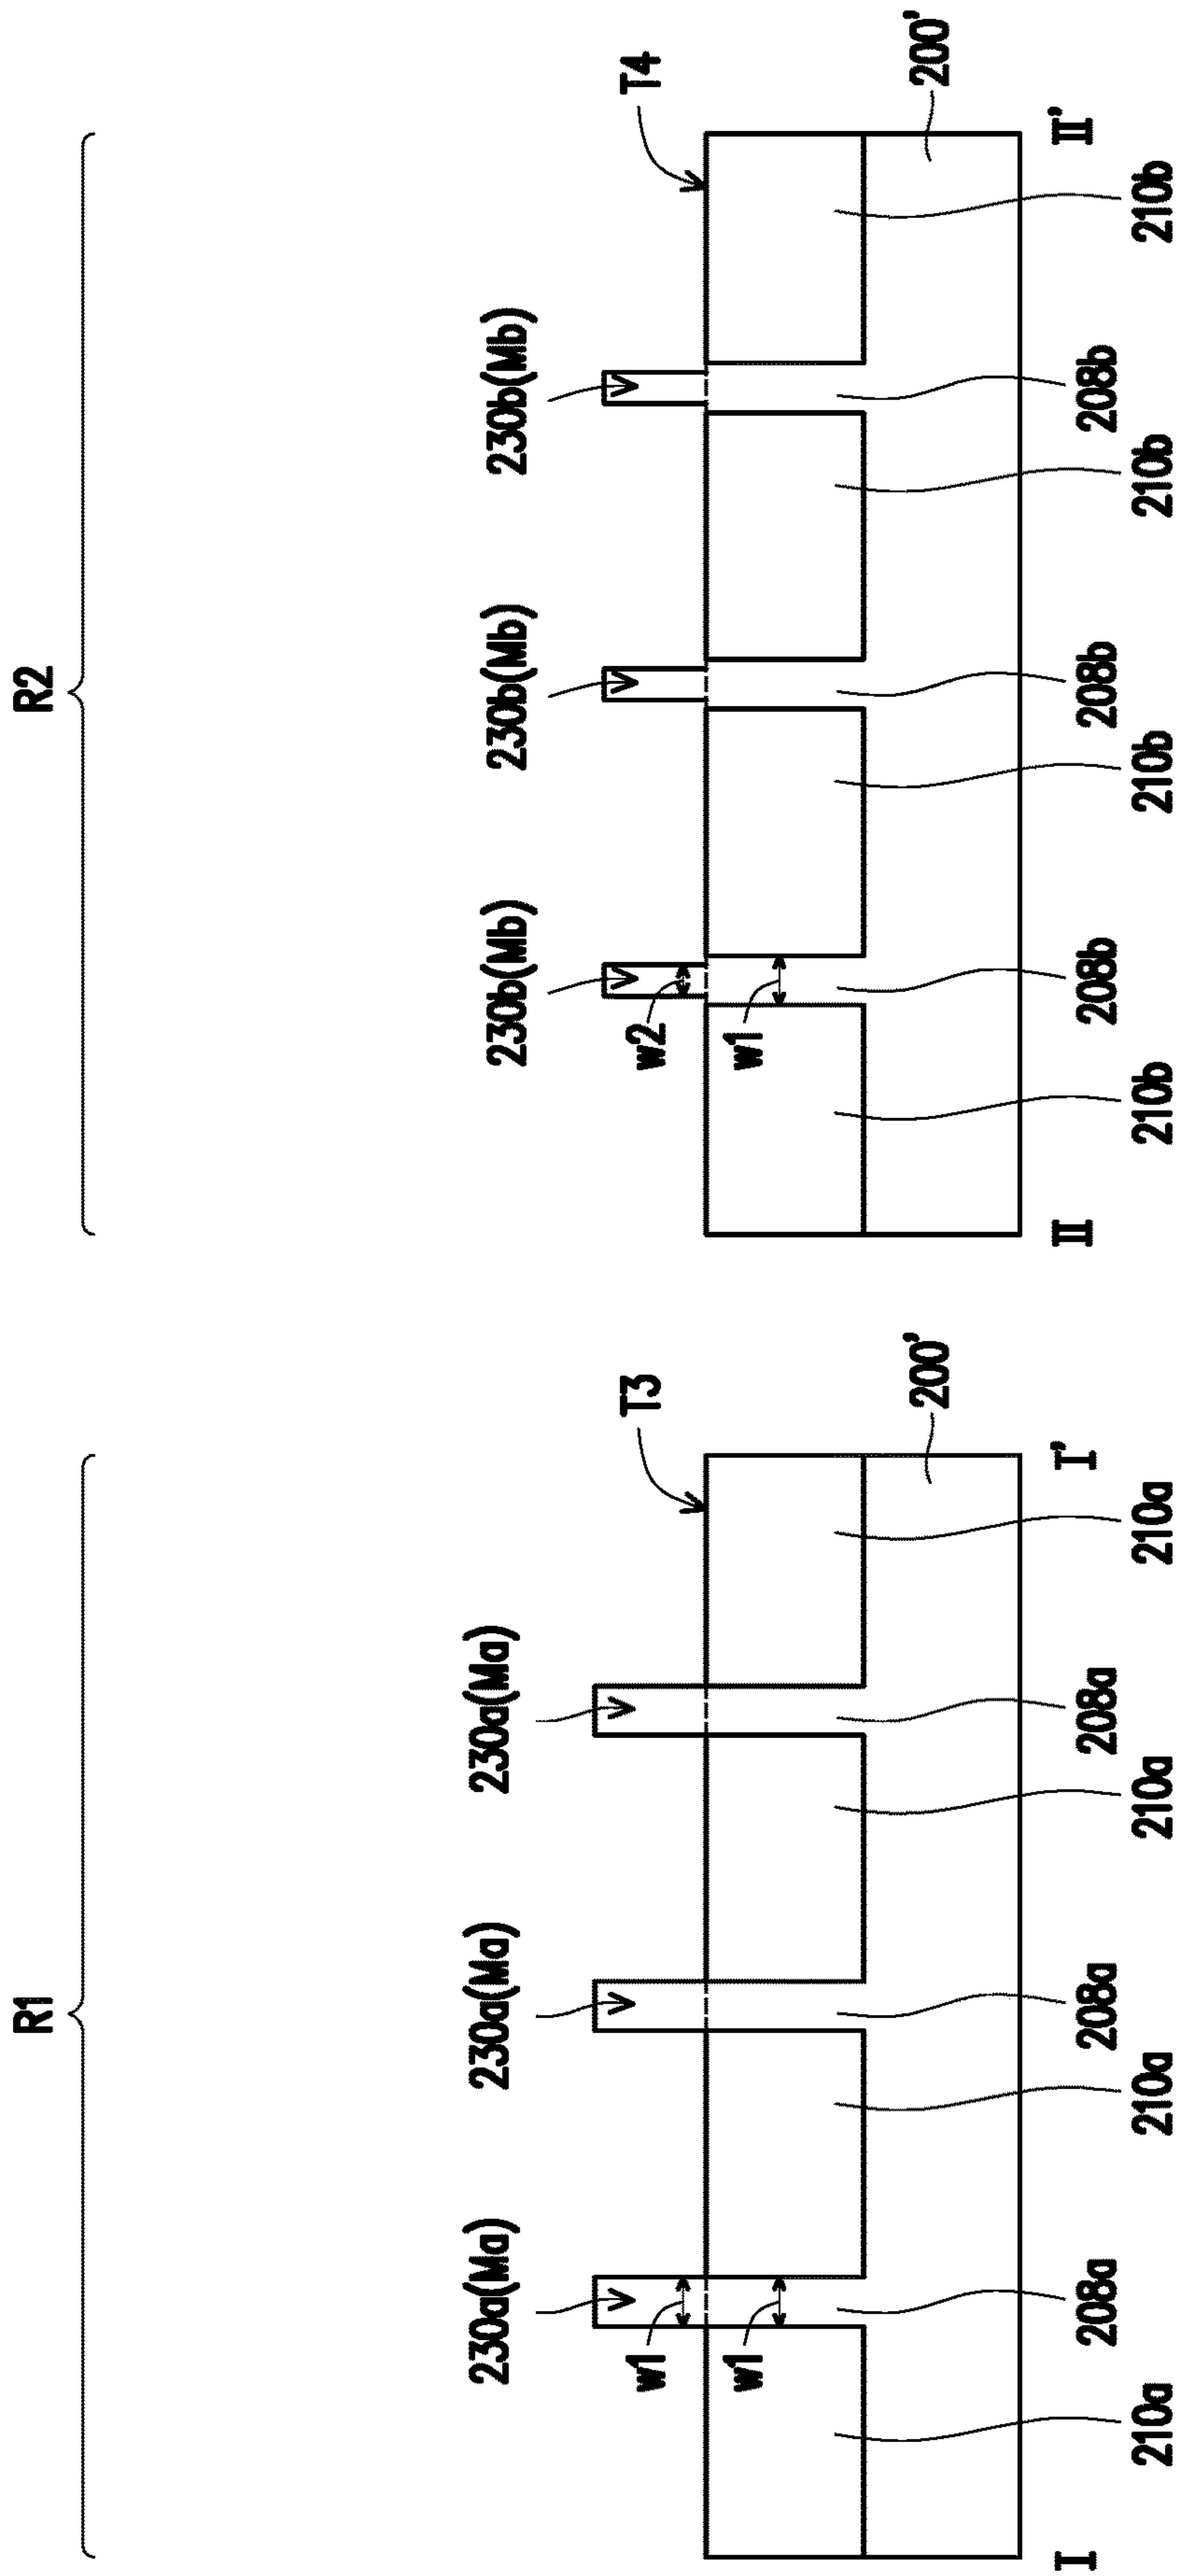 R1
R2
230a(Ma)
230a(Ma)
230a(Ma)
230b(Mb)
230b(Mb)
230b(Mb)
T3
T4
w1
w2
w1
w1
200'
200'
I
I'
II
II'
208a
208a
208a
208b
208b
208b
210a
210a
210a
210a
210b
210b
210b
210b